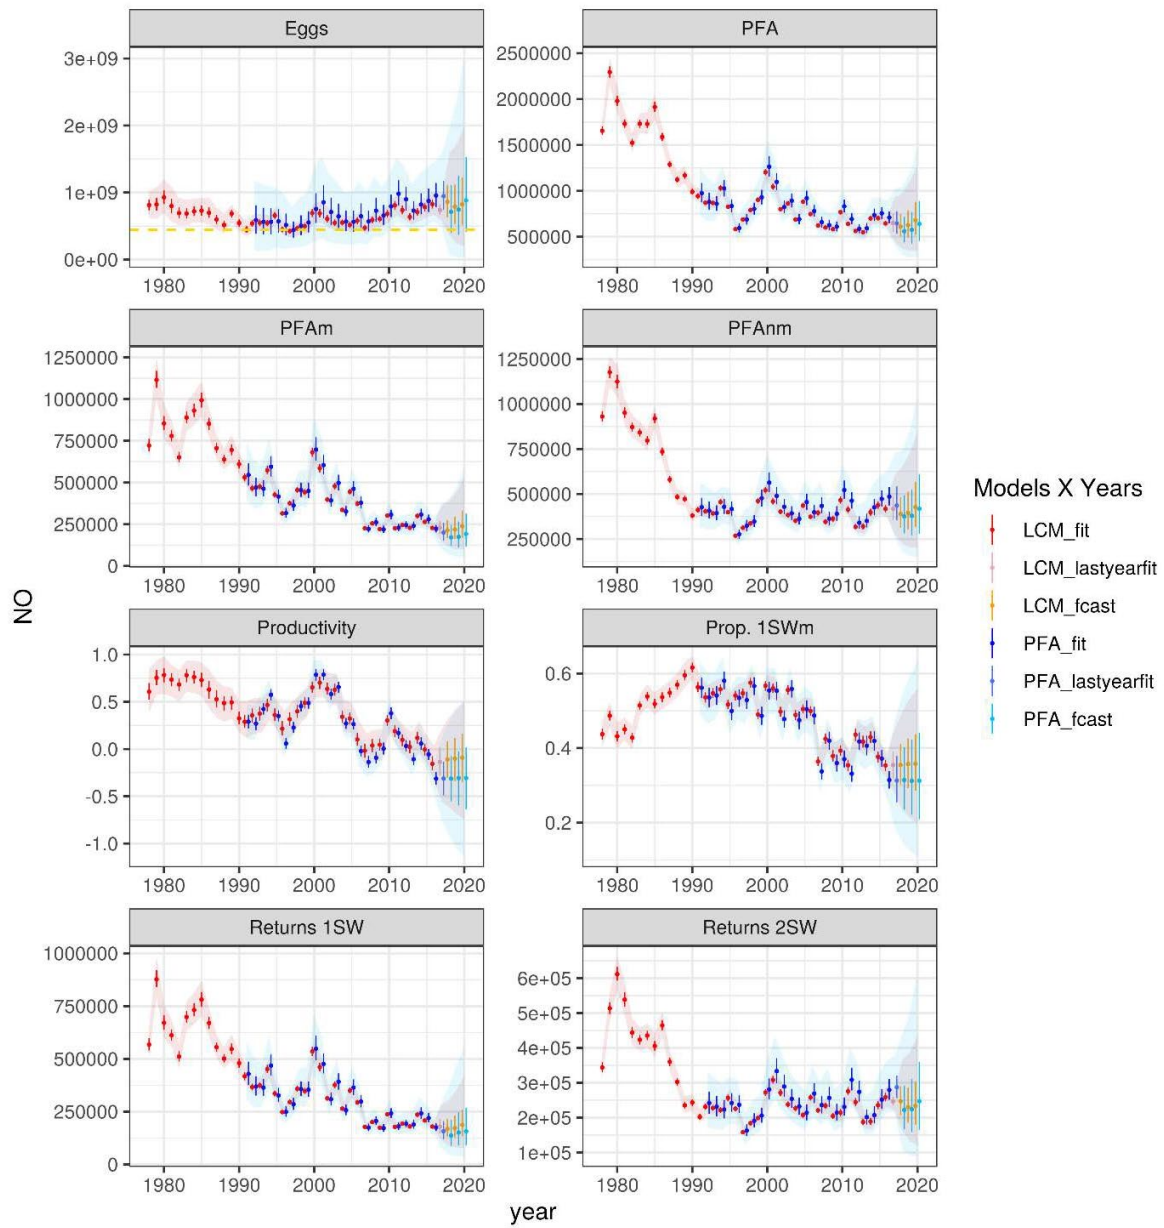 Eggs
PFA
3e+09
2e+09
1e+09
0e+00
2500000
2000000
1500000
1000000
500000
1980 1990 2000 2010 2020
1980 1990 2000 2010 2020
PFAm
PFAnm
1250000
1000000
750000
500000
250000
0
1250000
1000000
750000
500000
250000
1980 1990 2000 2010 2020
1980 1990 2000 2010 2020
Productivity
Prop. 1SWm
1.0
0.5
0.0
-0.5
-1.0
0.6
0.4
0.2
1980 1990 2000 2010 2020
1980 1990 2000 2010 2020
Returns 1SW
Returns 2SW
1000000
750000
500000
250000
0
6e+05
5e+05
4e+05
3e+05
2e+05
1e+05
1980 1990 2000 2010 2020
1980 1990 2000 2010 2020
NO
year
Models X Years
LCM_fit
LCM_lastyearfit
LCM_fcast
PFA_fit
PFA_lastyearfit
PFA_fcast